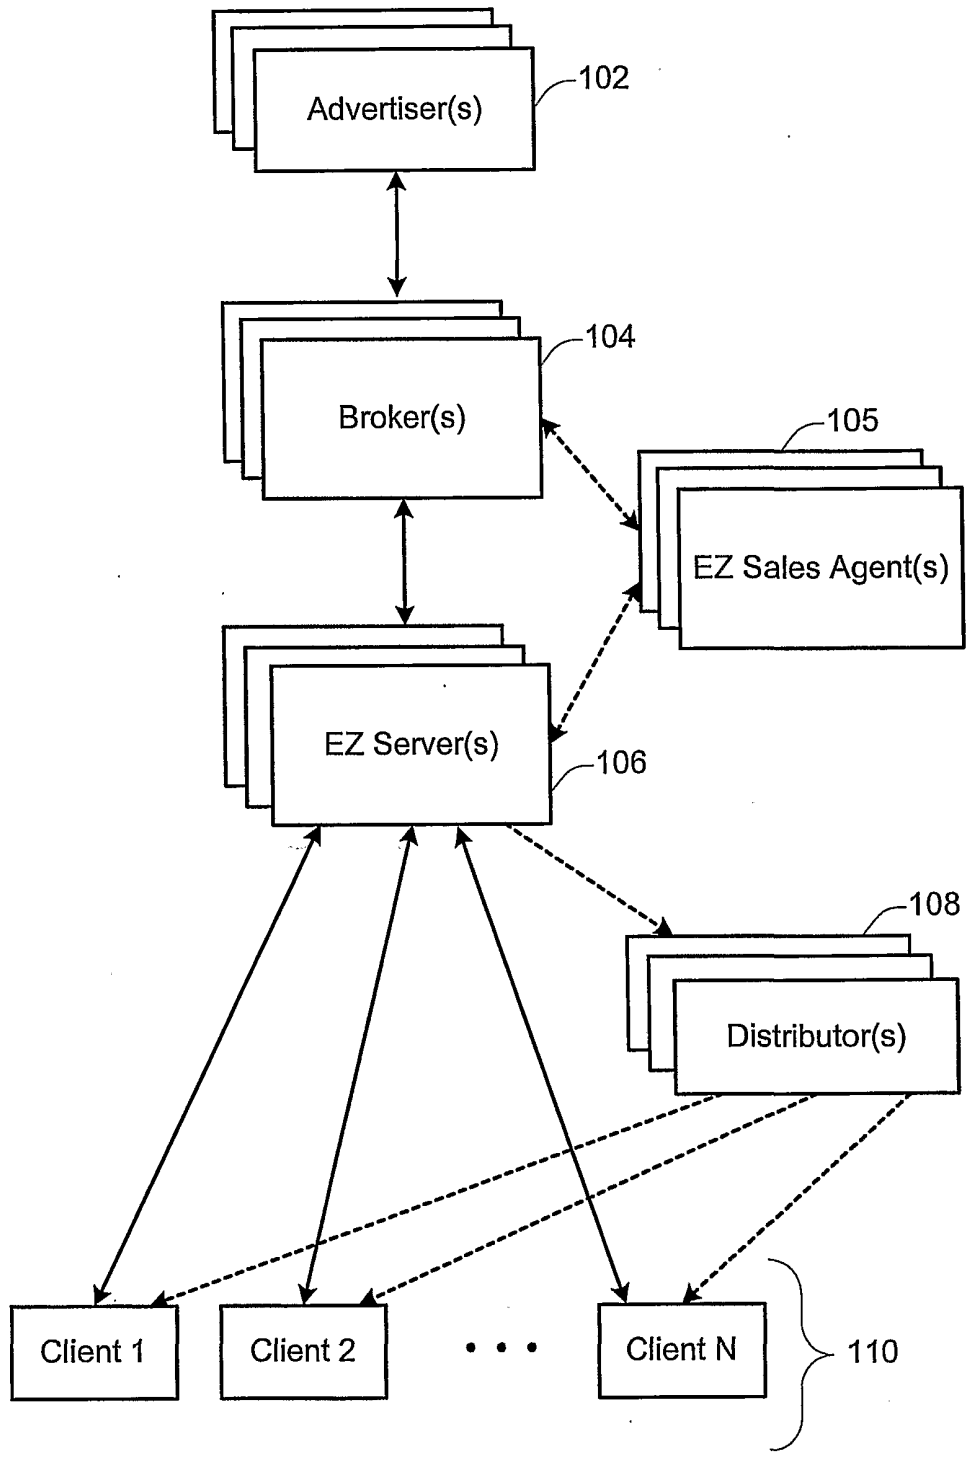 102
Advertiser(s)
104
Broker(s)
105
EZ Sales Agent(s)
EZ Server(s)
106
108
Distributor(s)
Client 1
Client 2
• • •
Client N
110